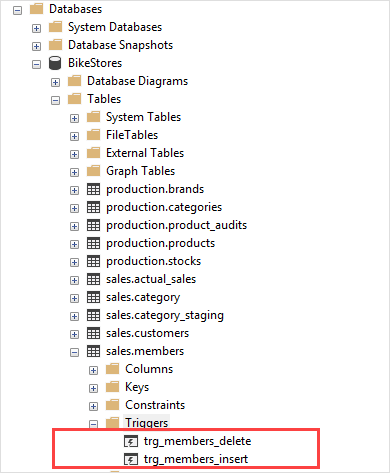 Databases
System Databases
Database Snapshots
BikeStores
Database Diagrams
Tables
System Tables
FileTables
External Tables
Graph Tables
production.brands
production.categories
production.product_audits
production.products
production.stocks
sales.actual_sales
sales.category
sales.category_staging
sales.customers
sales.members
Columns
Keys
Constraints
Triggers
trg_members_delete
trg_members_insert